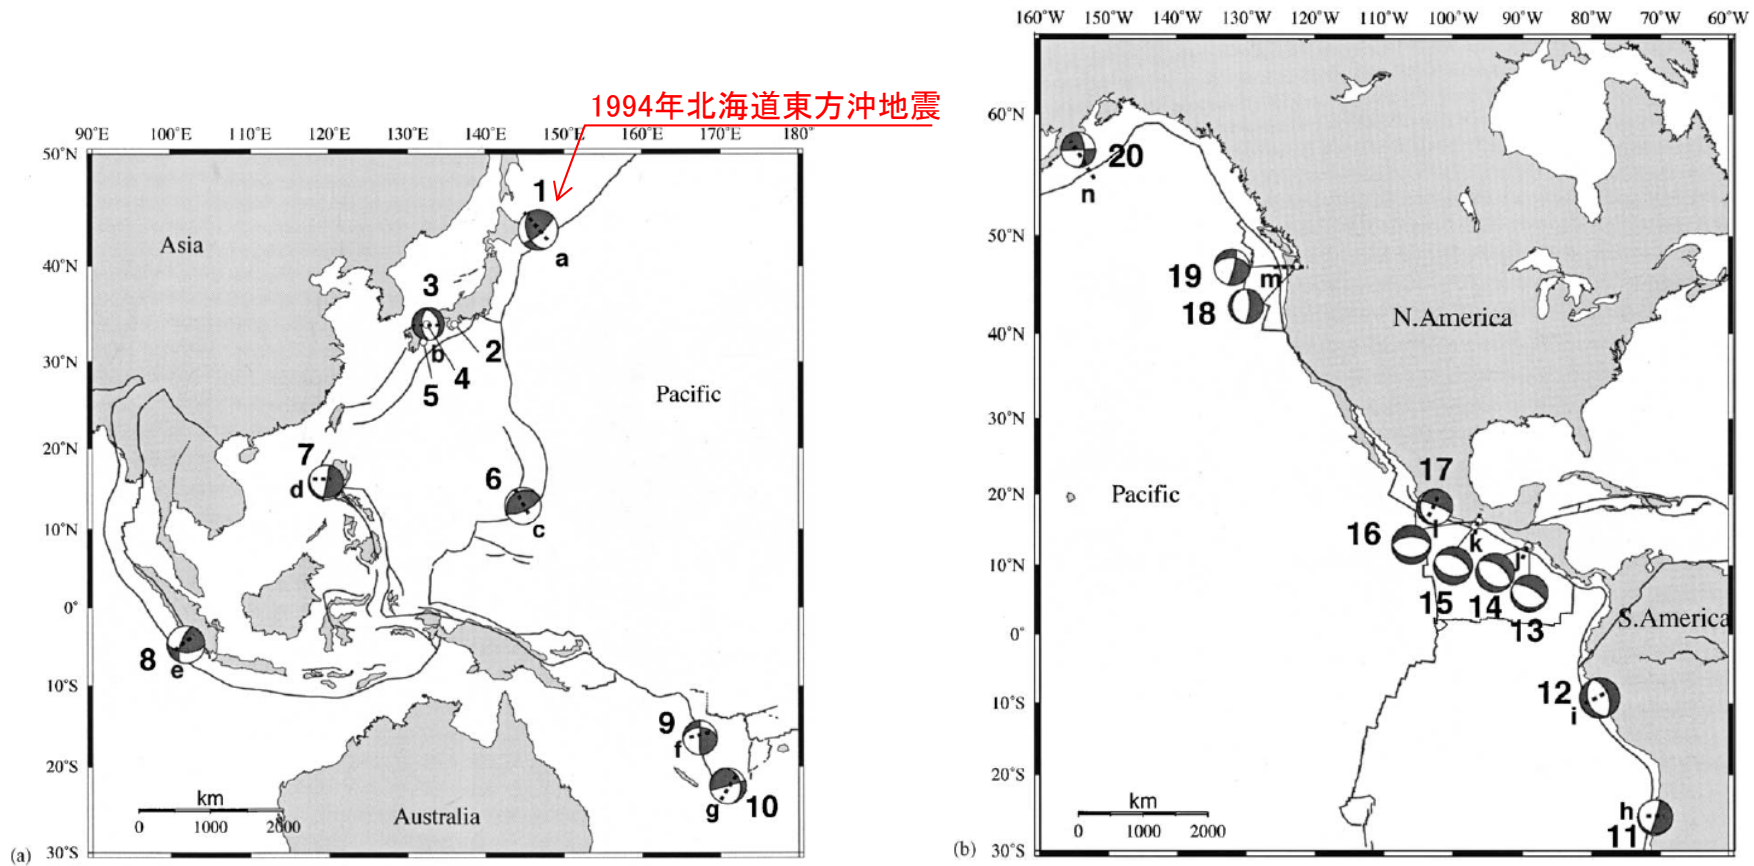 1994年北海道東方沖地震
90˚E 100˚E 110˚E 120˚E 130˚E 140˚E 150˚E 160˚E 170˚E 180˚
50˚N
40˚N
30˚N
20˚N
10˚N
0˚
10˚S
20˚S
30˚S
Asia
Pacific
Australia
1
a
3
b
2
4
5
7
d
6
c
8
e
9
f
g
10
km
0 1000 2000
(a)
160˚W 150˚W 140˚W 130˚W 120˚W 110˚W 100˚W 90˚W 80˚W 70˚W 60˚W
60˚N
50˚N
40˚N
30˚N
20˚N
10˚N
0˚
10˚S
20˚S
30˚S
20
n
19
m
18
N.America
Pacific
17
l
16
k
j
15
14
13
S.America
12
i
h
11
km
0 1000 2000
(b)